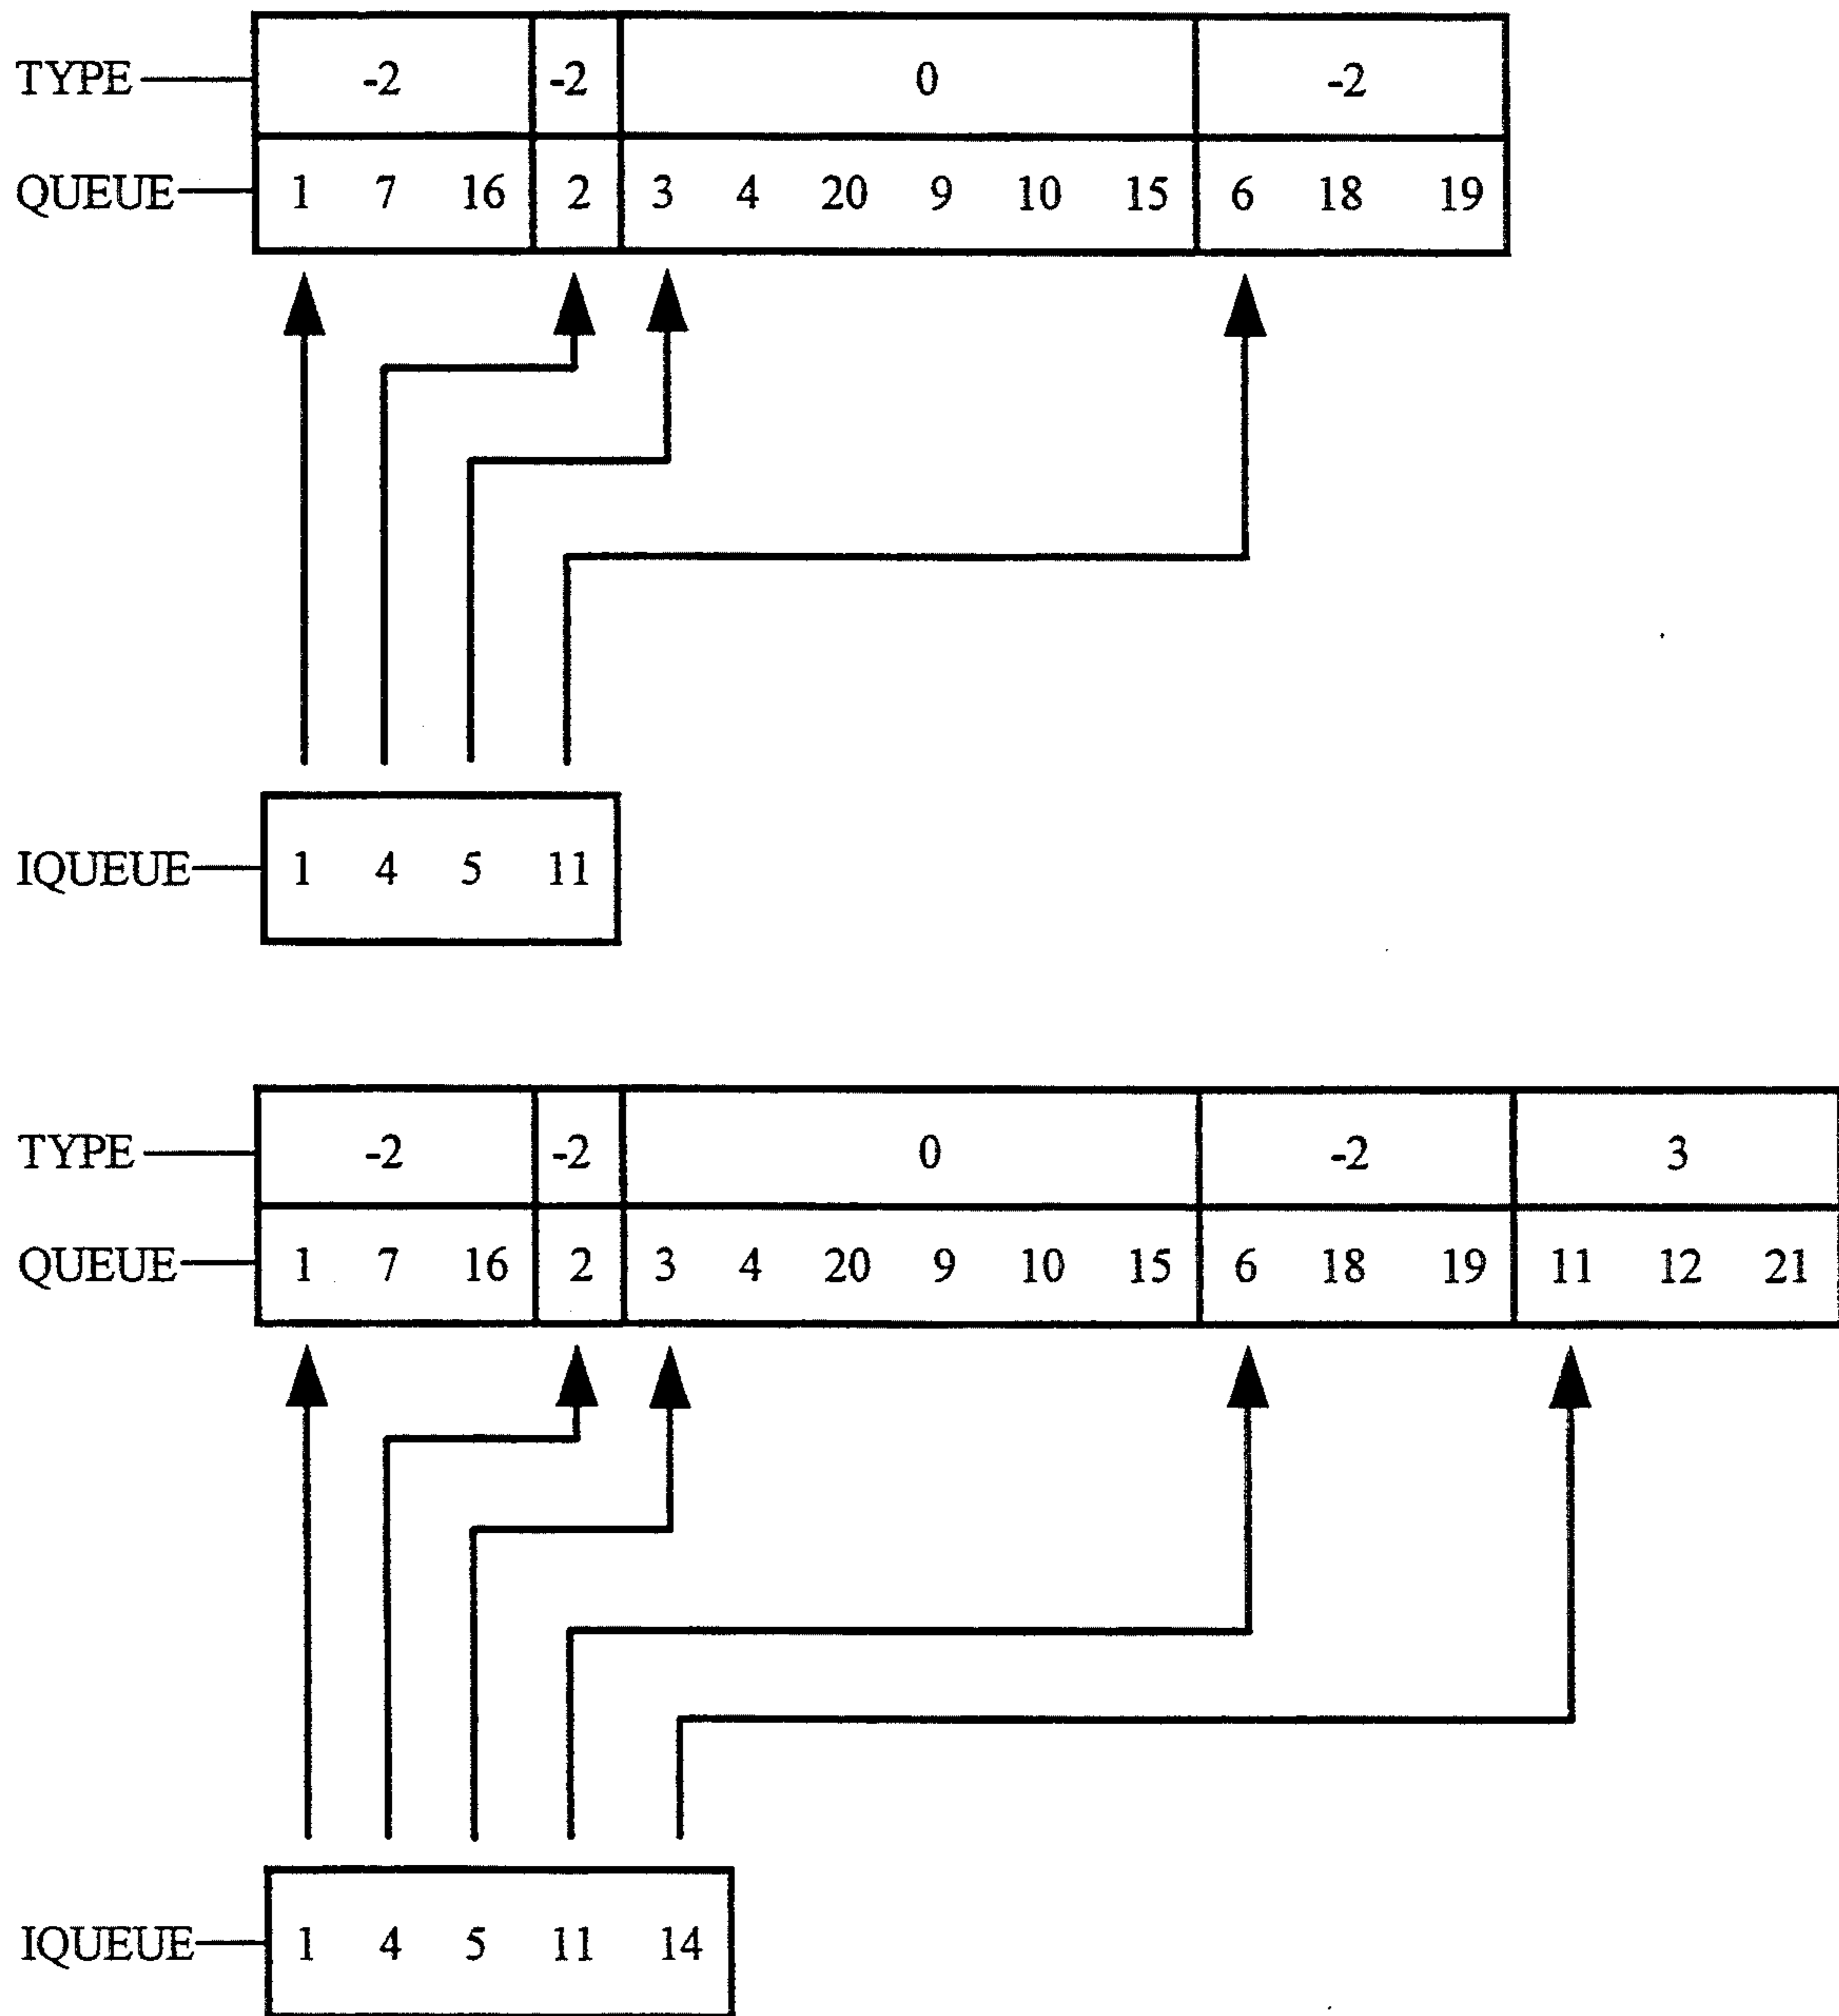 TYPE -2 -2 0 -2
QUEUE 1 7 16 2 3 4 20 9 10 15 6 18 19
IQUEUE 1 4 5 11
TYPE -2 -2 0 -2 3
QUEUE 1 7 16 2 3 4 20 9 10 15 6 18 19 11 12 21
IQUEUE 1 4 5 11 14